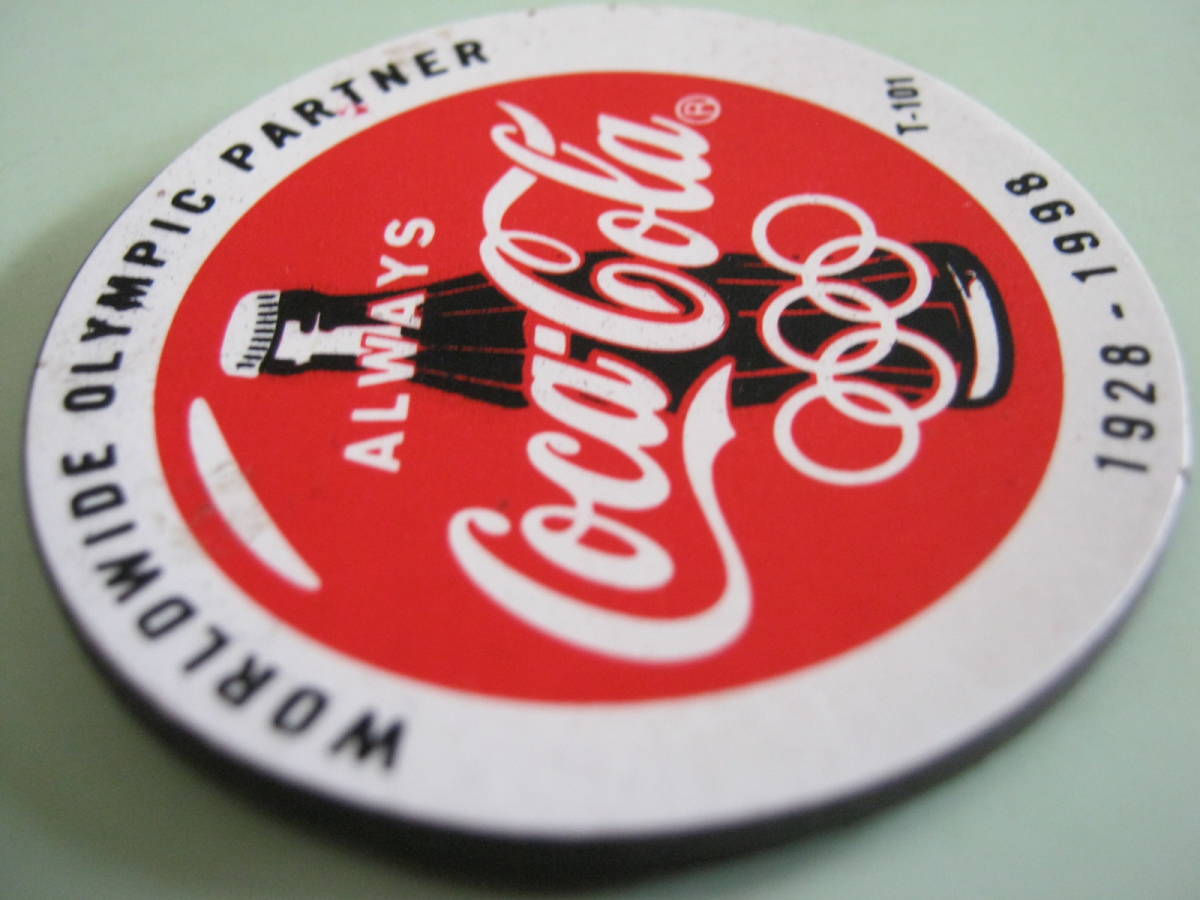 WORLDWIDE OLYMPIC PARTNER
ALWAYS
Coca-Cola®
T-101
1928 - 1998